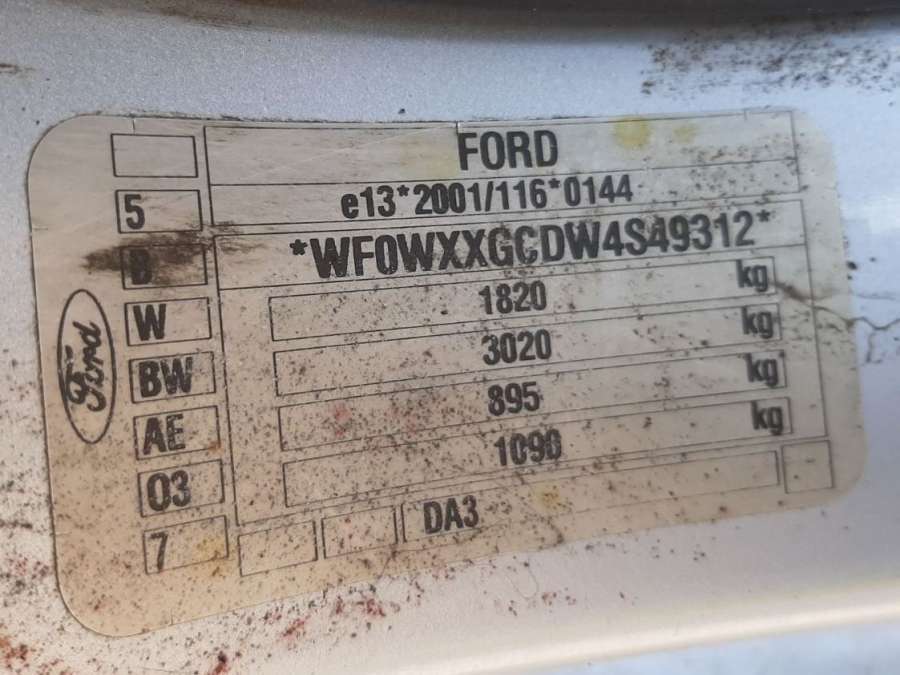 FORD
5 e13*2001/116*0144
B *WF0WXXGCDW4S49312*
W 1820 kg
BW 3020 kg
AE 895 kg
03 1090 kg
7 DA3
Ford